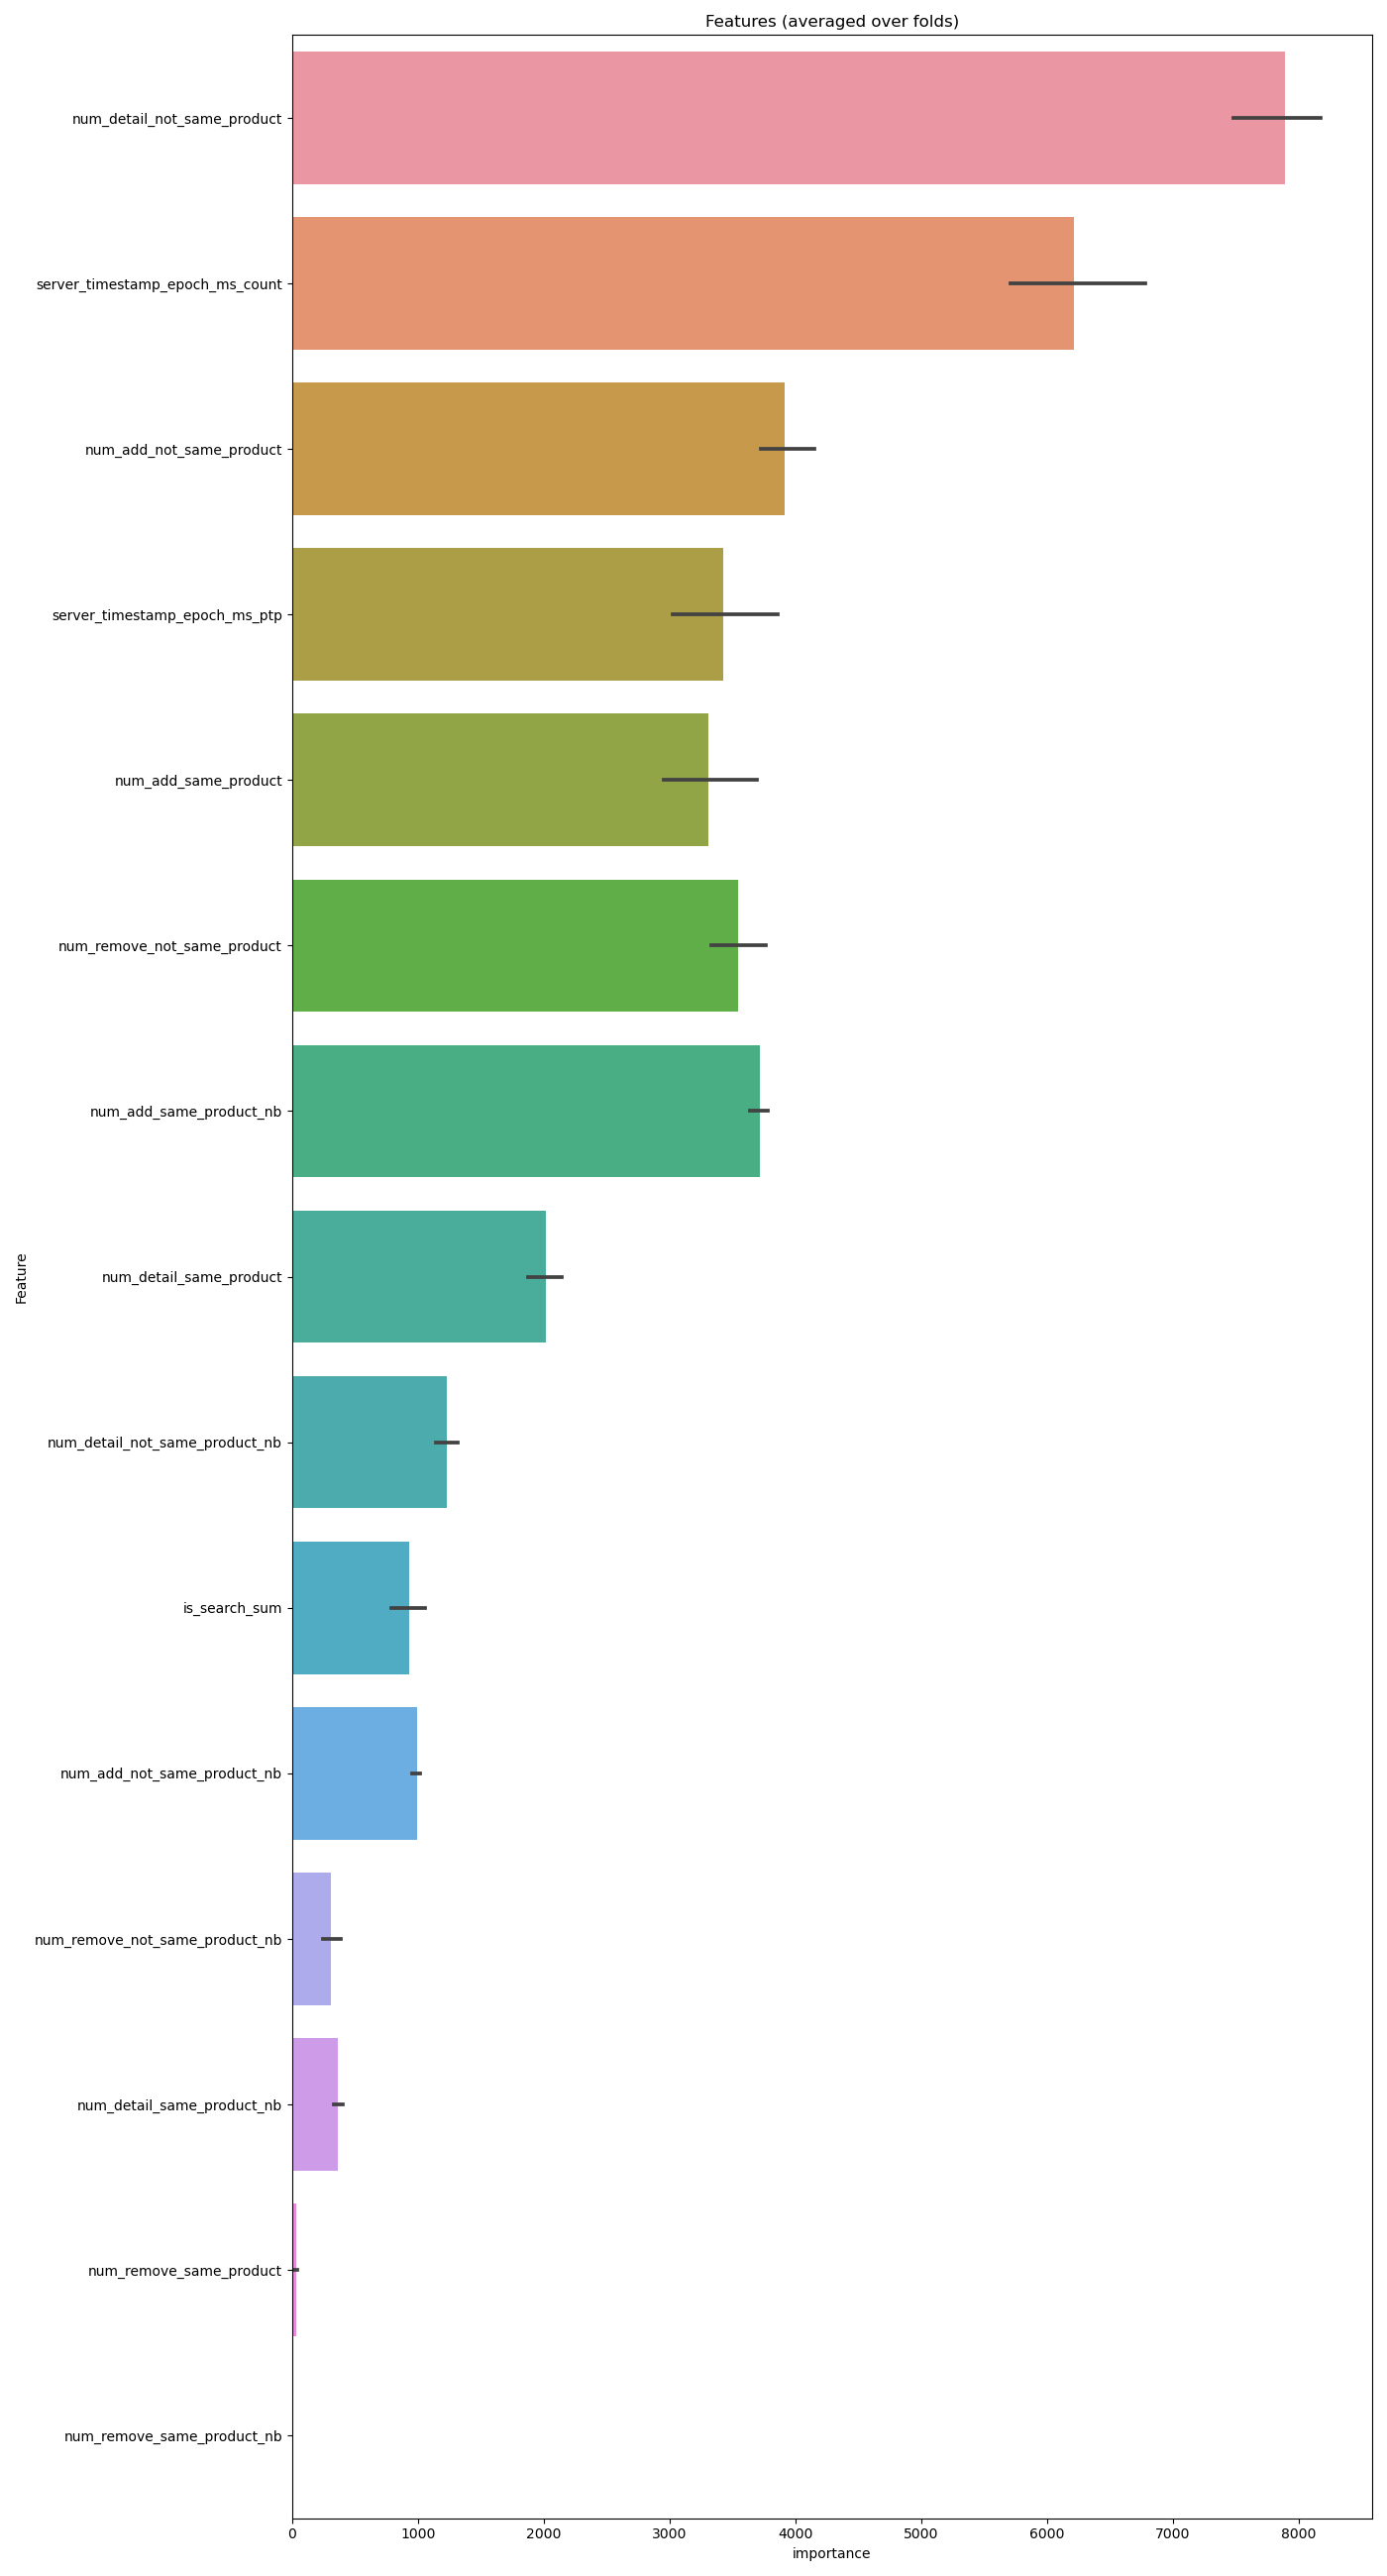 Features (averaged over folds)
num_detail_not_same_product
server_timestamp_epoch_ms_count
num_add_not_same_product
server_timestamp_epoch_ms_ptp
num_add_same_product
num_remove_not_same_product
num_add_same_product_nb
num_detail_same_product
Feature
num_detail_not_same_product_nb
is_search_sum
num_add_not_same_product_nb
num_remove_not_same_product_nb
num_detail_same_product_nb
num_remove_same_product
num_remove_same_product_nb
0 1000 2000 3000 4000 5000 6000 7000 8000
importance